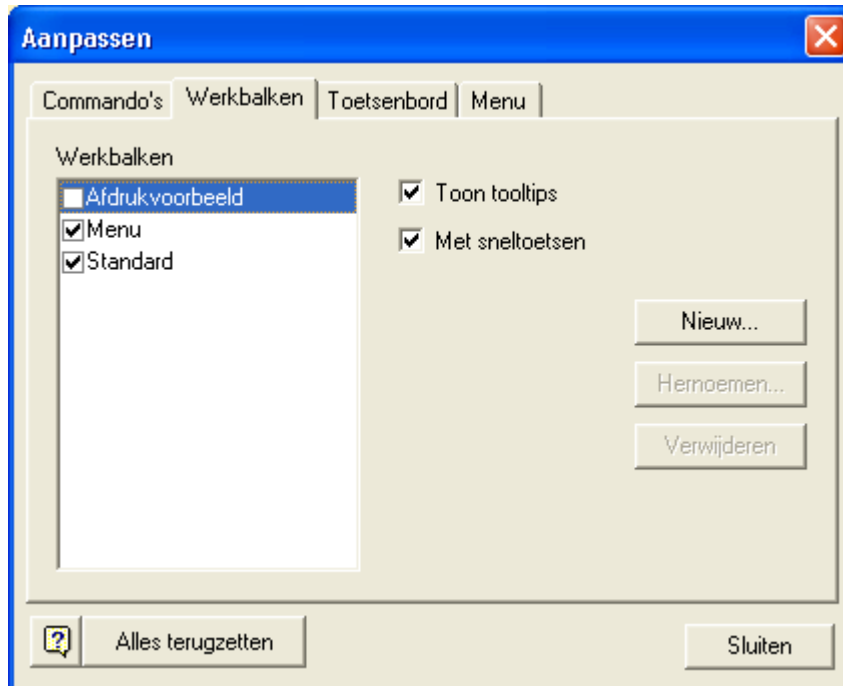 Aanpassen
Commando's Werkbalken Toetsenbord Menu
Werkbalken
Afdrukvoorbeeld
Menu
Standard
Toon tooltips
Met sneltoetsen
Nieuw...
Hernoemen...
Verwijderen
? Alles terugzetten
Sluiten